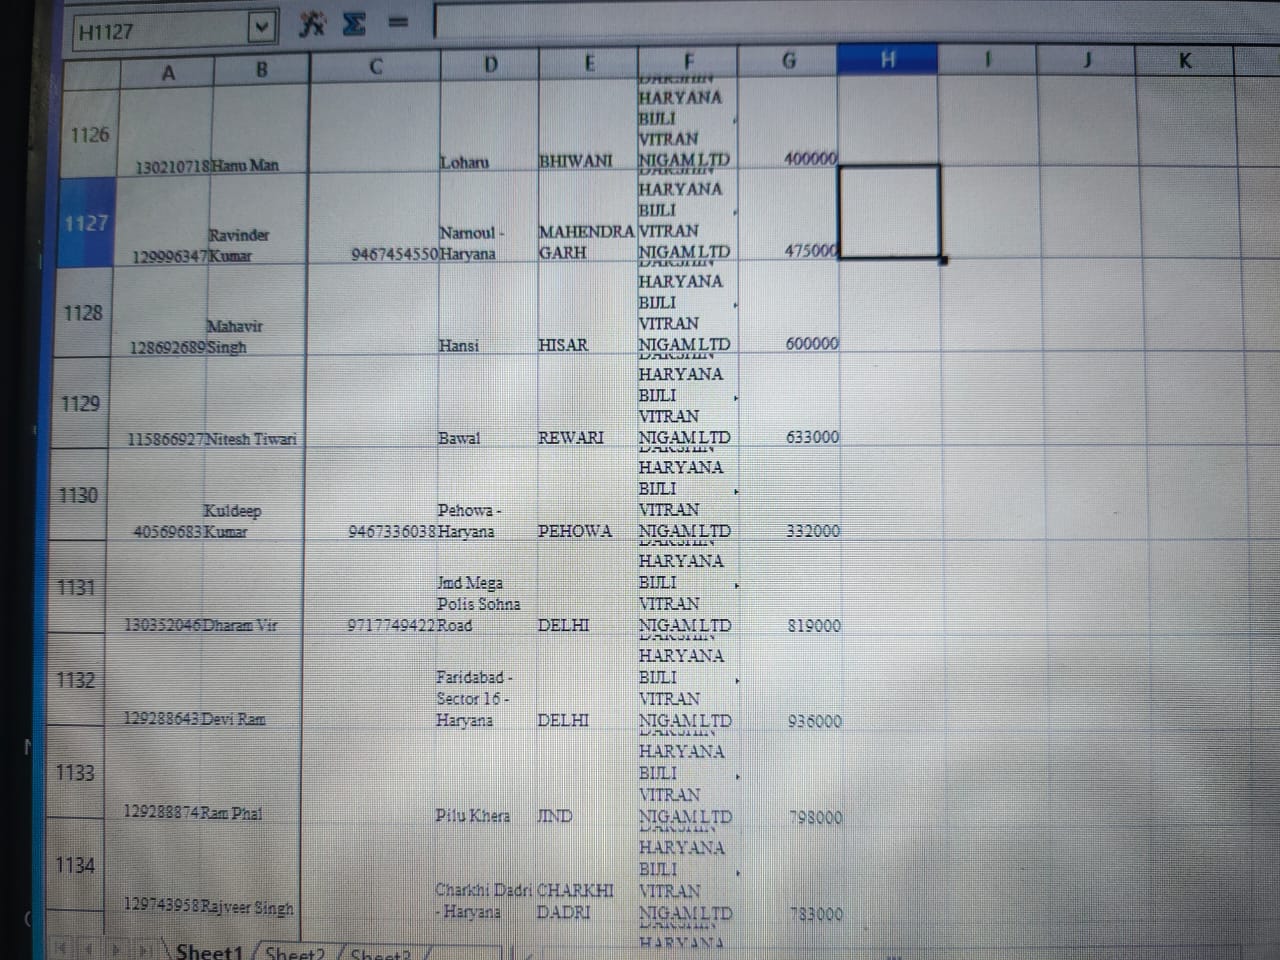 H1127
A B C D E F G H I J K
1126 130210718 Hanu Man Loharu BHIWANI DAKSHIN HARYANA BIJLI VITRAN NIGAM LTD 400000
1127 129996347 Ravinder Kumar 9467454550 Narnoul - Haryana MAHENDRA GARH DAKSHIN HARYANA BIJLI VITRAN NIGAM LTD 475000
1128 128692689 Mahavir Singh Hansi HISAR DAKSHIN HARYANA BIJLI VITRAN NIGAM LTD 600000
1129 115866927 Nitesh Tiwari Bawal REWARI DAKSHIN HARYANA BIJLI VITRAN NIGAM LTD 633000
1130 40569683 Kuldeep Kumar 9467336038 Pehowa - Haryana PEHOWA DAKSHIN HARYANA BIJLI VITRAN NIGAM LTD 332000
1131 130352046 Dharam Vir 9717749422 Jmd Mega Polis Sohna Road DELHI DAKSHIN HARYANA BIJLI VITRAN NIGAM LTD 819000
1132 129288643 Devi Ram Faridabad - Sector 16 - Haryana DELHI DAKSHIN HARYANA BIJLI VITRAN NIGAM LTD 936000
1133 129288874 Ram Phal Pilu Khera JIND DAKSHIN HARYANA BIJLI VITRAN NIGAM LTD 798000
1134 129743958 Rajveer Singh Charkhi Dadri - Haryana CHARKHI DADRI DAKSHIN HARYANA BIJLI VITRAN NIGAM LTD 783000
HARYANA
Sheet1 Sheet2 Sheet3